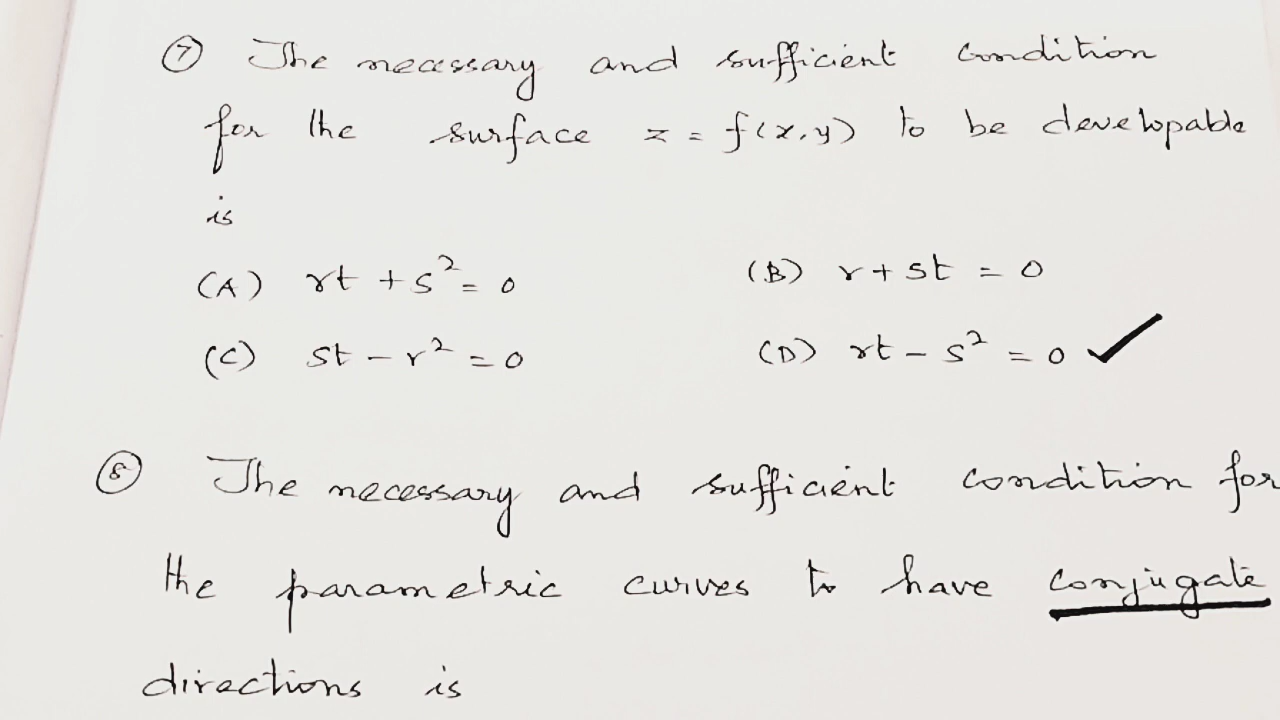 ⑦ The necessary and sufficient condition
for the surface z = f(x,y) to be developable
is
(A) rt + s² = 0 (B) r + st = 0
(C) st - r² = 0 (D) rt - s² = 0 ✓
⑧ The necessary and sufficient condition for
the parametric curves to have conjugate
directions is